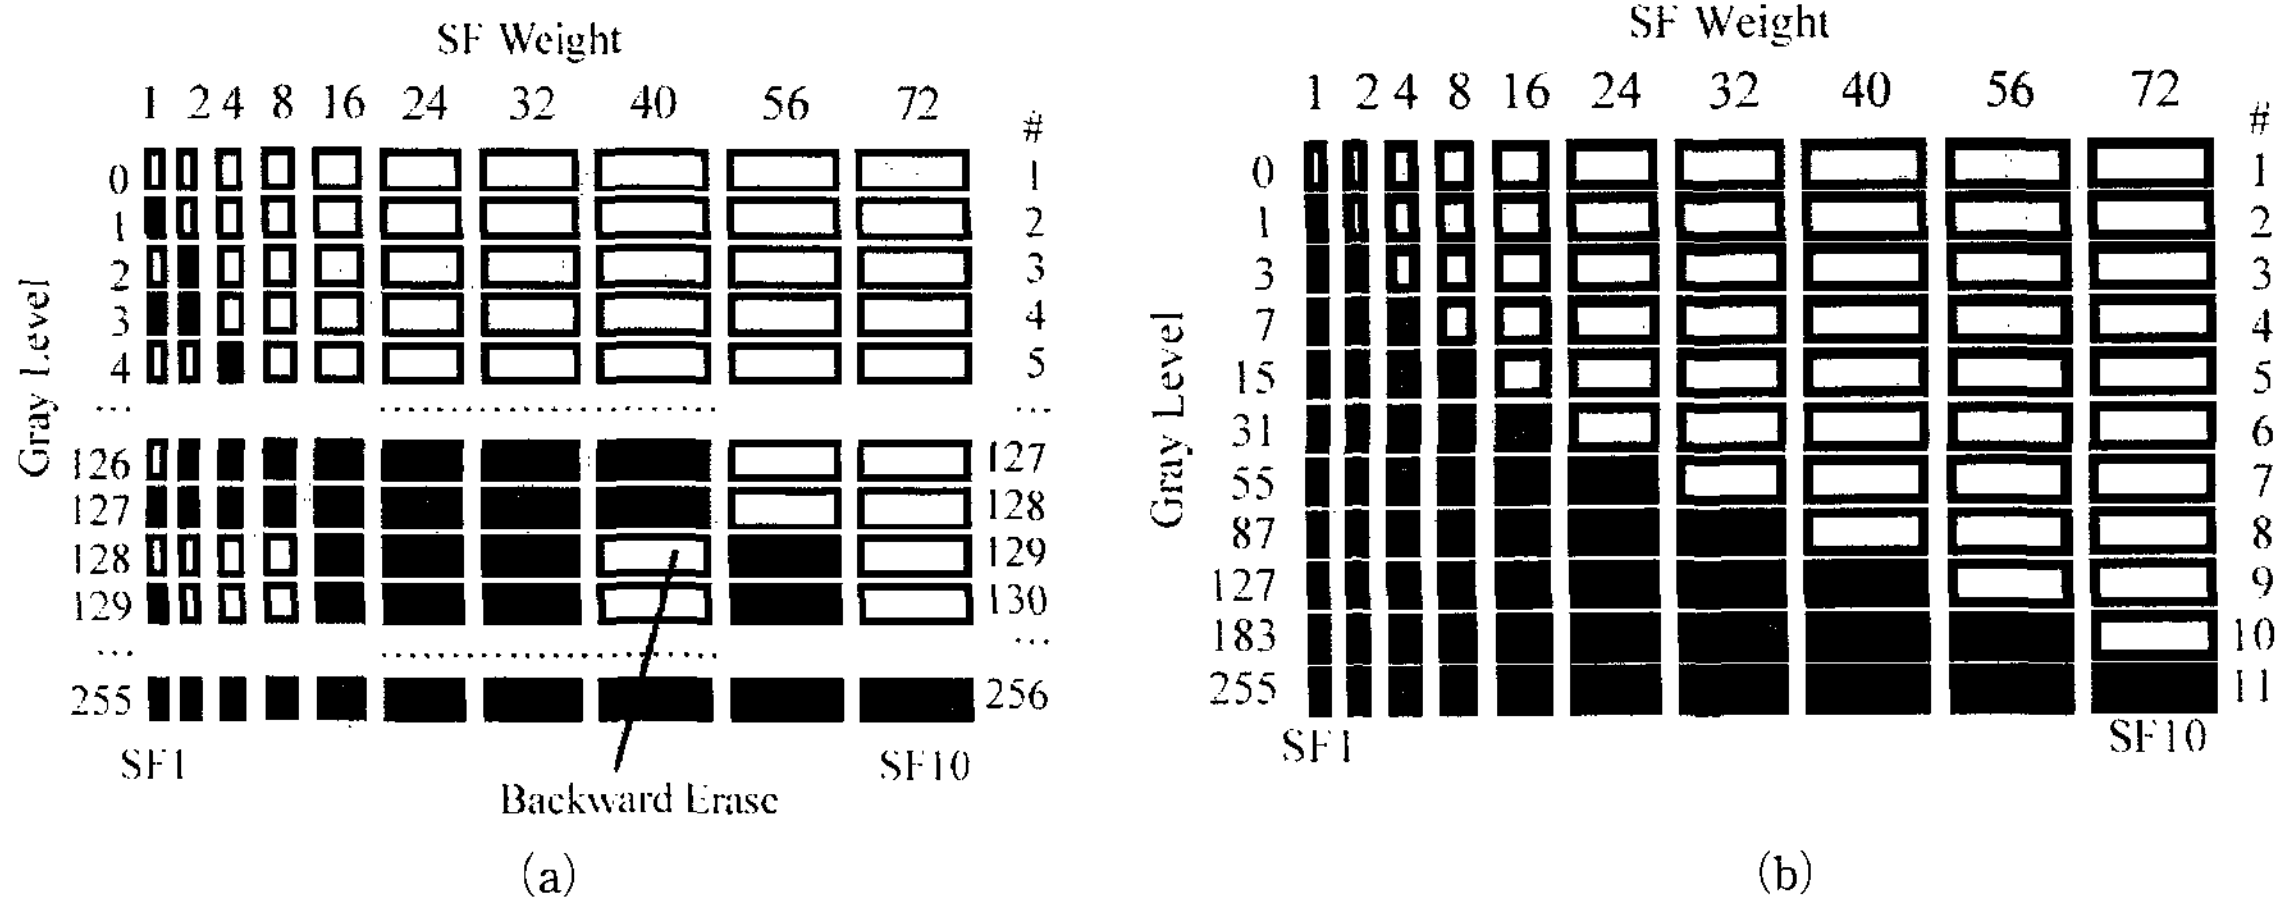 SF Weight
1 2 4 8 16 24 32 40 56 72
#
0 1
1 2
2 3
3 4
4 5
... ...
126 127
127 128
128 129
129 130
... ...
255 256
Gray Level
SF1 SF10
Backward Erase
(a)
SF Weight
1 2 4 8 16 24 32 40 56 72
#
0 1
1 2
3 3
7 4
15 5
31 6
55 7
87 8
127 9
183 10
255 11
Gray Level
SF1 SF10
(b)